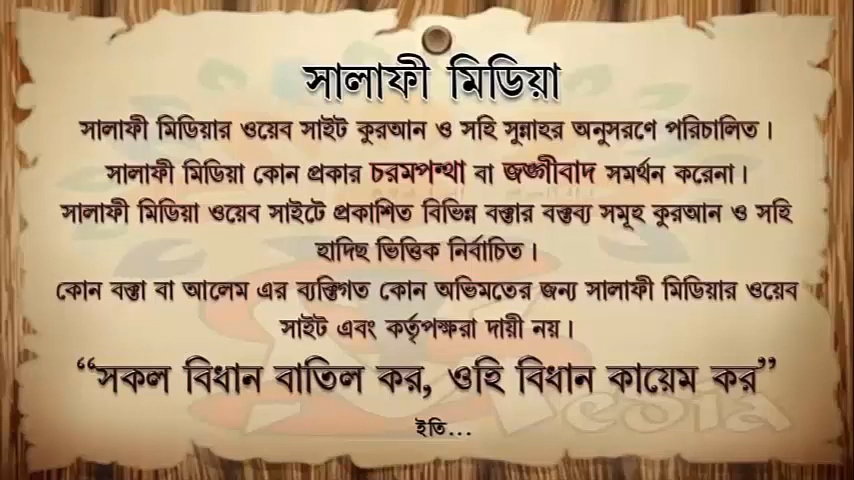 সালাফী মিডিয়া
সালাফী মিডিয়ার ওয়েব সাইট কুরআন ও সহি সুন্নাহর অনুসরণে পরিচালিত।
সালাফী মিডিয়া কোন প্রকার চরমপন্থা বা জঙ্গীবাদ সমর্থন করেনা।
সালাফী মিডিয়া ওয়েব সাইটে প্রকাশিত বিভিন্ন বক্তার বক্তব্য সমূহ কুরআন ও সহি
হাদিছ ভিত্তিক নির্বাচিত।
কোন বক্তা বা আলেম এর ব্যক্তিগত কোন অভিমতের জন্য সালাফী মিডিয়ার ওয়েব
সাইট এবং কর্তৃপক্ষরা দায়ী নয়।
“সকল বিধান বাতিল কর, ওহি বিধান কায়েম কর”
ইতি...